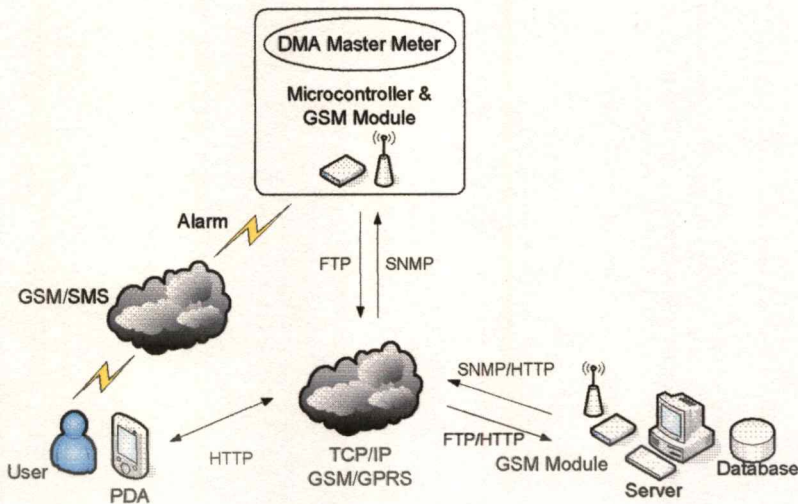 DMA Master Meter
Microcontroller &
GSM Module
Alarm
FTP
SNMP
GSM/SMS
SNMP/HTTP
FTP/HTTP
HTTP
TCP/IP
GSM/GPRS
GSM Module
User
PDA
Server
Database